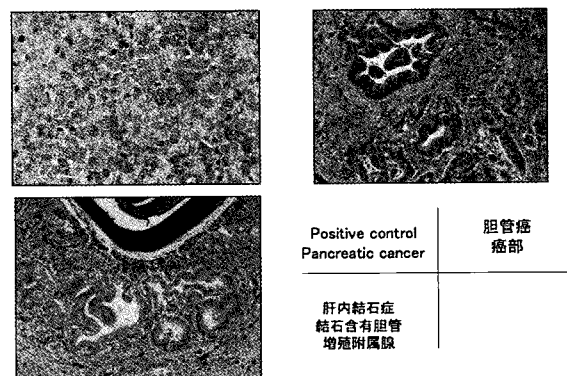 Positive control
Pancreatic cancer
胆管癌
癌部
肝内結石症
結石含有胆管
増殖附属腺